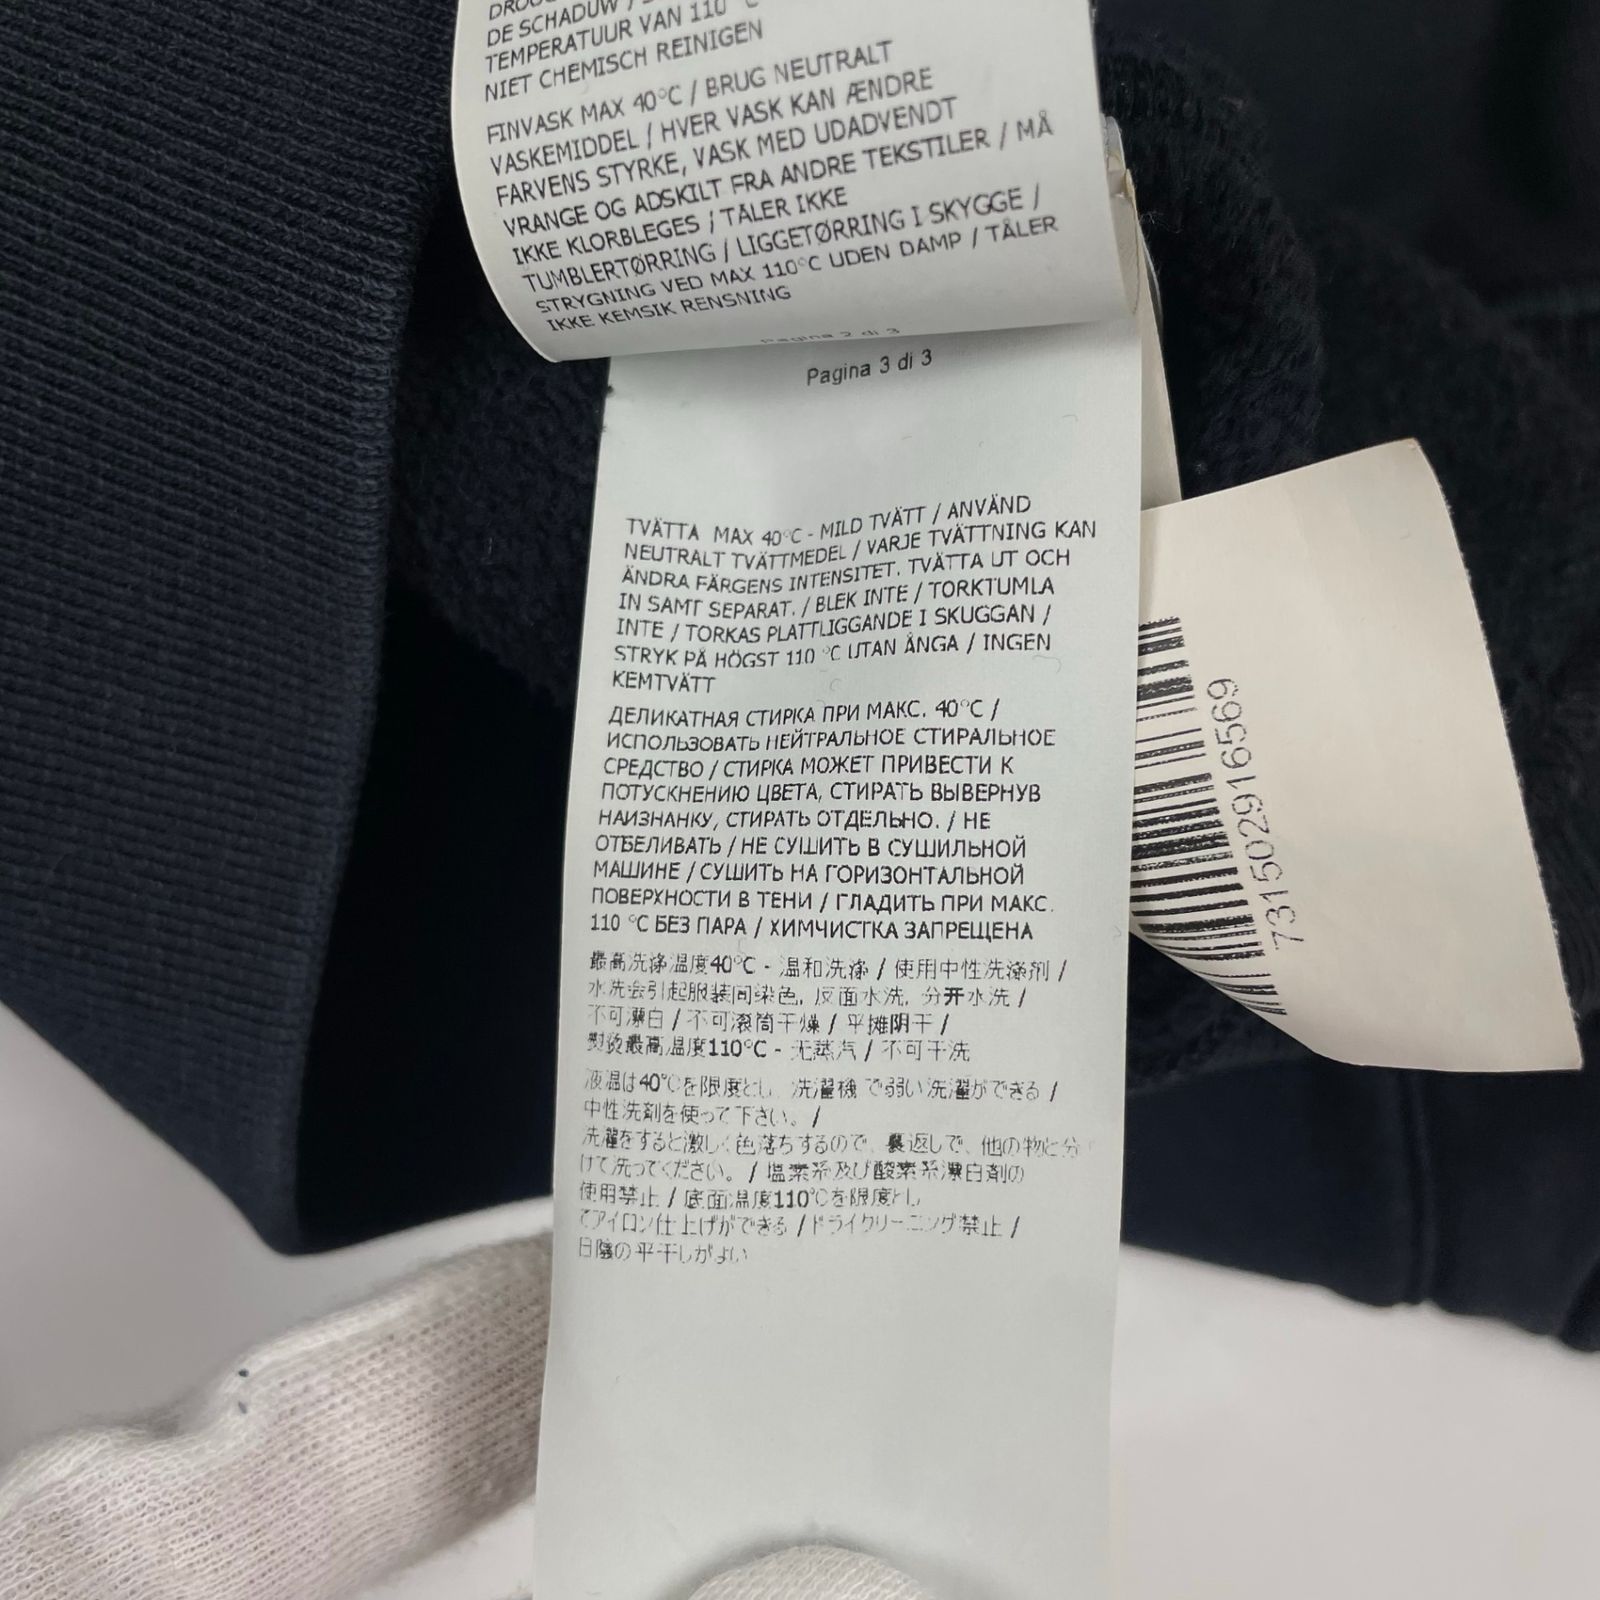 DE SCHADUW /
TEMPERATUUR VAN 110 °C
NIET CHEMISCH REINIGEN
FINVASK MAX 40°C / BRUG NEUTRALT
VASKEMIDDEL / HVER VASK KAN ÆNDRE
FARVENS STYRKE, VASK MED UDADVENDT
VRANGE OG ADSKILT FRA ANDRE TEKSTILER / MÅ
IKKE KLORBLEGES / TÅLER IKKE
TUMBLERTØRRING / LIGGETØRRING I SKYGGE /
STRYGNING VED MAX 110°C UDEN DAMP / TÅLER
IKKE KEMSIK RENSNING
Pagina 2 di 3
Pagina 3 di 3
TVÄTTA MAX 40°C - MILD TVÄTT / ANVÄND
NEUTRALT TVÄTTMEDEL / VARJE TVÄTTNING KAN
ÄNDRA FÄRGENS INTENSITET. TVÄTTA UT OCH
IN SAMT SEPARAT. / BLEK INTE / TORKTUMLA
INTE / TORKAS PLATTLIGGANDE I SKUGGAN /
STRYK PÅ HÖGST 110 °C UTAN ÅNGA / INGEN
KEMTVÄTT
ДЕЛИКАТНАЯ СТИРКА ПРИ МАКС. 40°C /
ИСПОЛЬЗОВАТЬ НЕЙТРАЛЬНОЕ СТИРАЛЬНОЕ
СРЕДСТВО / СТИРКА МОЖЕТ ПРИВЕСТИ К
ПОТУСКНЕНИЮ ЦВЕТА, СТИРАТЬ ВЫВЕРНУВ
НАИЗНАНКУ, СТИРАТЬ ОТДЕЛЬНО. / НЕ
ОТБЕЛИВАТЬ / НЕ СУШИТЬ В СУШИЛЬНОЙ
МАШИНЕ / СУШИТЬ НА ГОРИЗОНТАЛЬНОЙ
ПОВЕРХНОСТИ В ТЕНИ / ГЛАДИТЬ ПРИ МАКС.
110 °C БЕЗ ПАРА / ХИМЧИСТКА ЗАПРЕЩЕНА
最高洗涤温度40°C - 温和洗涤 / 使用中性洗涤剂 /
水洗会引起服装同染色, 反面水洗, 分开水洗 /
不可漂白 / 不可滚筒干燥 / 平摊阴干 /
熨烫最高温度110°C - 无蒸汽 / 不可干洗
液温は40°Cを限度とし、洗濯機で弱い洗濯ができる /
中性洗剤を使って下さい。 /
洗濯をすると激しく色落ちするので、裏返しで、他の物と分
けて洗ってください。 / 塩素系及び酸素系漂白剤の
使用禁止 / 底面温度110°Cを限度とし
てアイロン仕上げができる / ドライクリーニング禁止 /
日陰の平干しがよい
731502916569